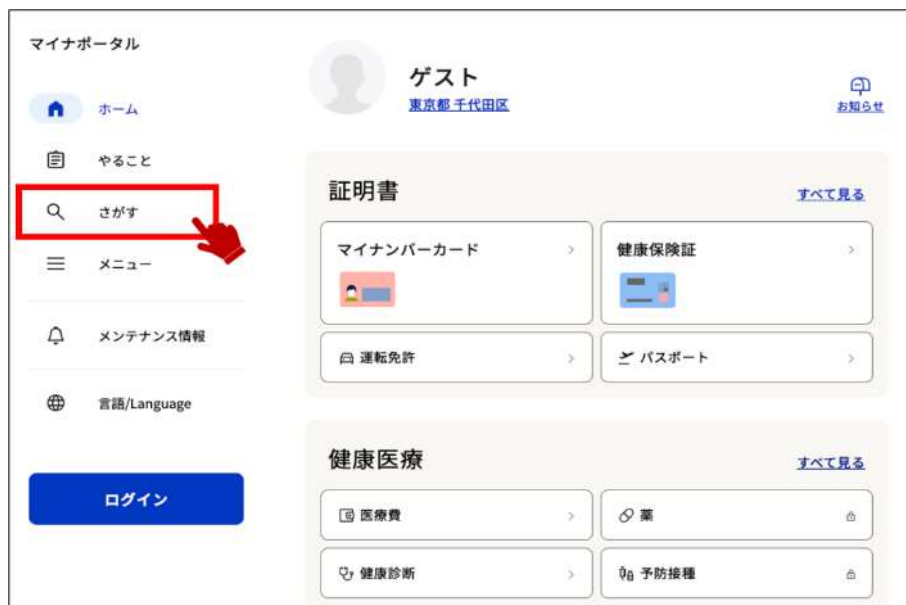 マイナポータル
ホーム
やること
さがす
メニュー
メンテナンス情報
言語/Language
ログイン
ゲスト
東京都 千代田区
お知らせ
証明書
すべて見る
マイナンバーカード
健康保険証
運転免許
パスポート
健康医療
すべて見る
医療費
薬
健康診断
予防接種